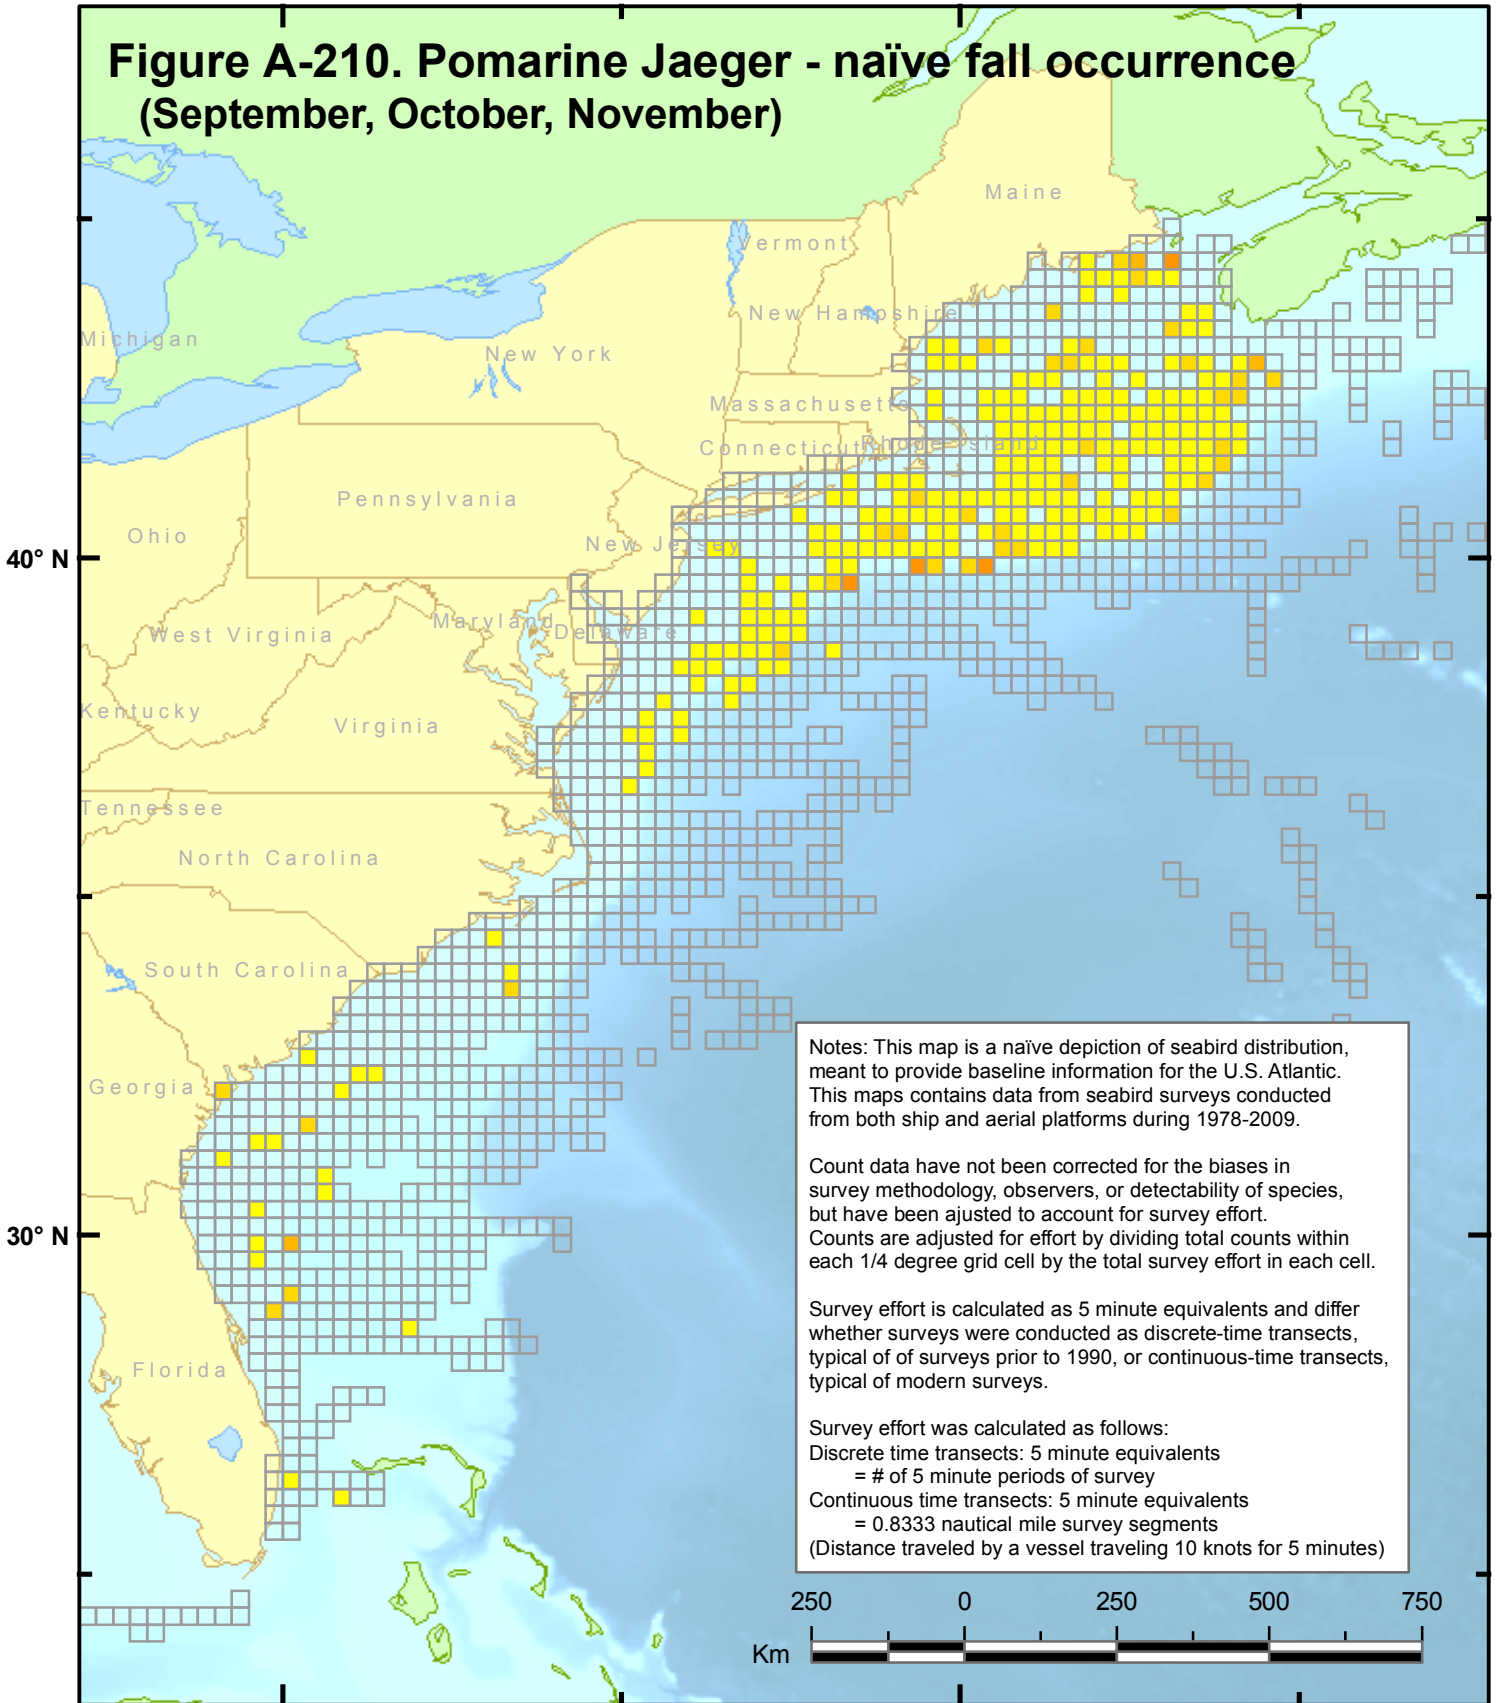 Figure A-210. Pomarine Jaeger - naïve fall occurrence
(September, October, November)
Maine
Vermont
New Hampshire
Michigan
New York
Massachusetts
Connecticut
Rhode Island
Pennsylvania
Ohio
New Jersey
40° N
Maryland
Delaware
West Virginia
Kentucky
Virginia
Tennessee
North Carolina
South Carolina
Georgia
30° N
Florida
Notes: This map is a naïve depiction of seabird distribution,
meant to provide baseline information for the U.S. Atlantic.
This maps contains data from seabird surveys conducted
from both ship and aerial platforms during 1978-2009.
Count data have not been corrected for the biases in
survey methodology, observers, or detectability of species,
but have been ajusted to account for survey effort.
Counts are adjusted for effort by dividing total counts within
each 1/4 degree grid cell by the total survey effort in each cell.
Survey effort is calculated as 5 minute equivalents and differ
whether surveys were conducted as discrete-time transects,
typical of of surveys prior to 1990, or continuous-time transects,
typical of modern surveys.
Survey effort was calculated as follows:
Discrete time transects: 5 minute equivalents
= # of 5 minute periods of survey
Continuous time transects: 5 minute equivalents
= 0.8333 nautical mile survey segments
(Distance traveled by a vessel traveling 10 knots for 5 minutes)
250 0 250 500 750
Km